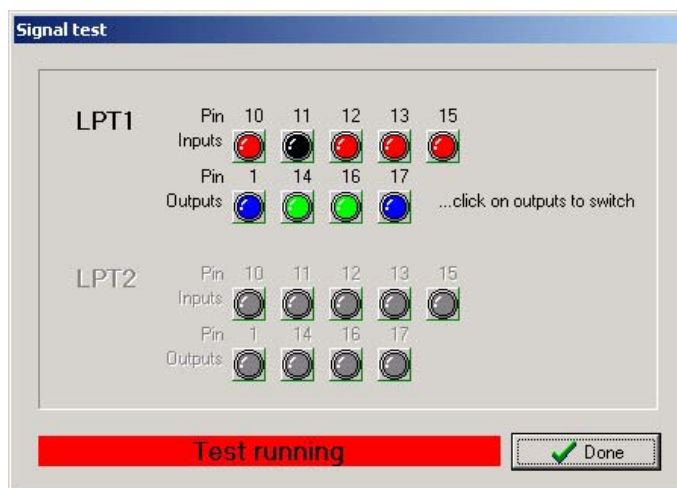 Signal test
LPT1
Pin 10 11 12 13 15
Inputs
Pin 1 14 16 17
Outputs
...click on outputs to switch
LPT2
Pin 10 11 12 13 15
Inputs
Pin 1 14 16 17
Outputs
Test running
Done